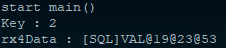 start main()
Key : 2
rx4Data : [SQL]VAL@19@23@53